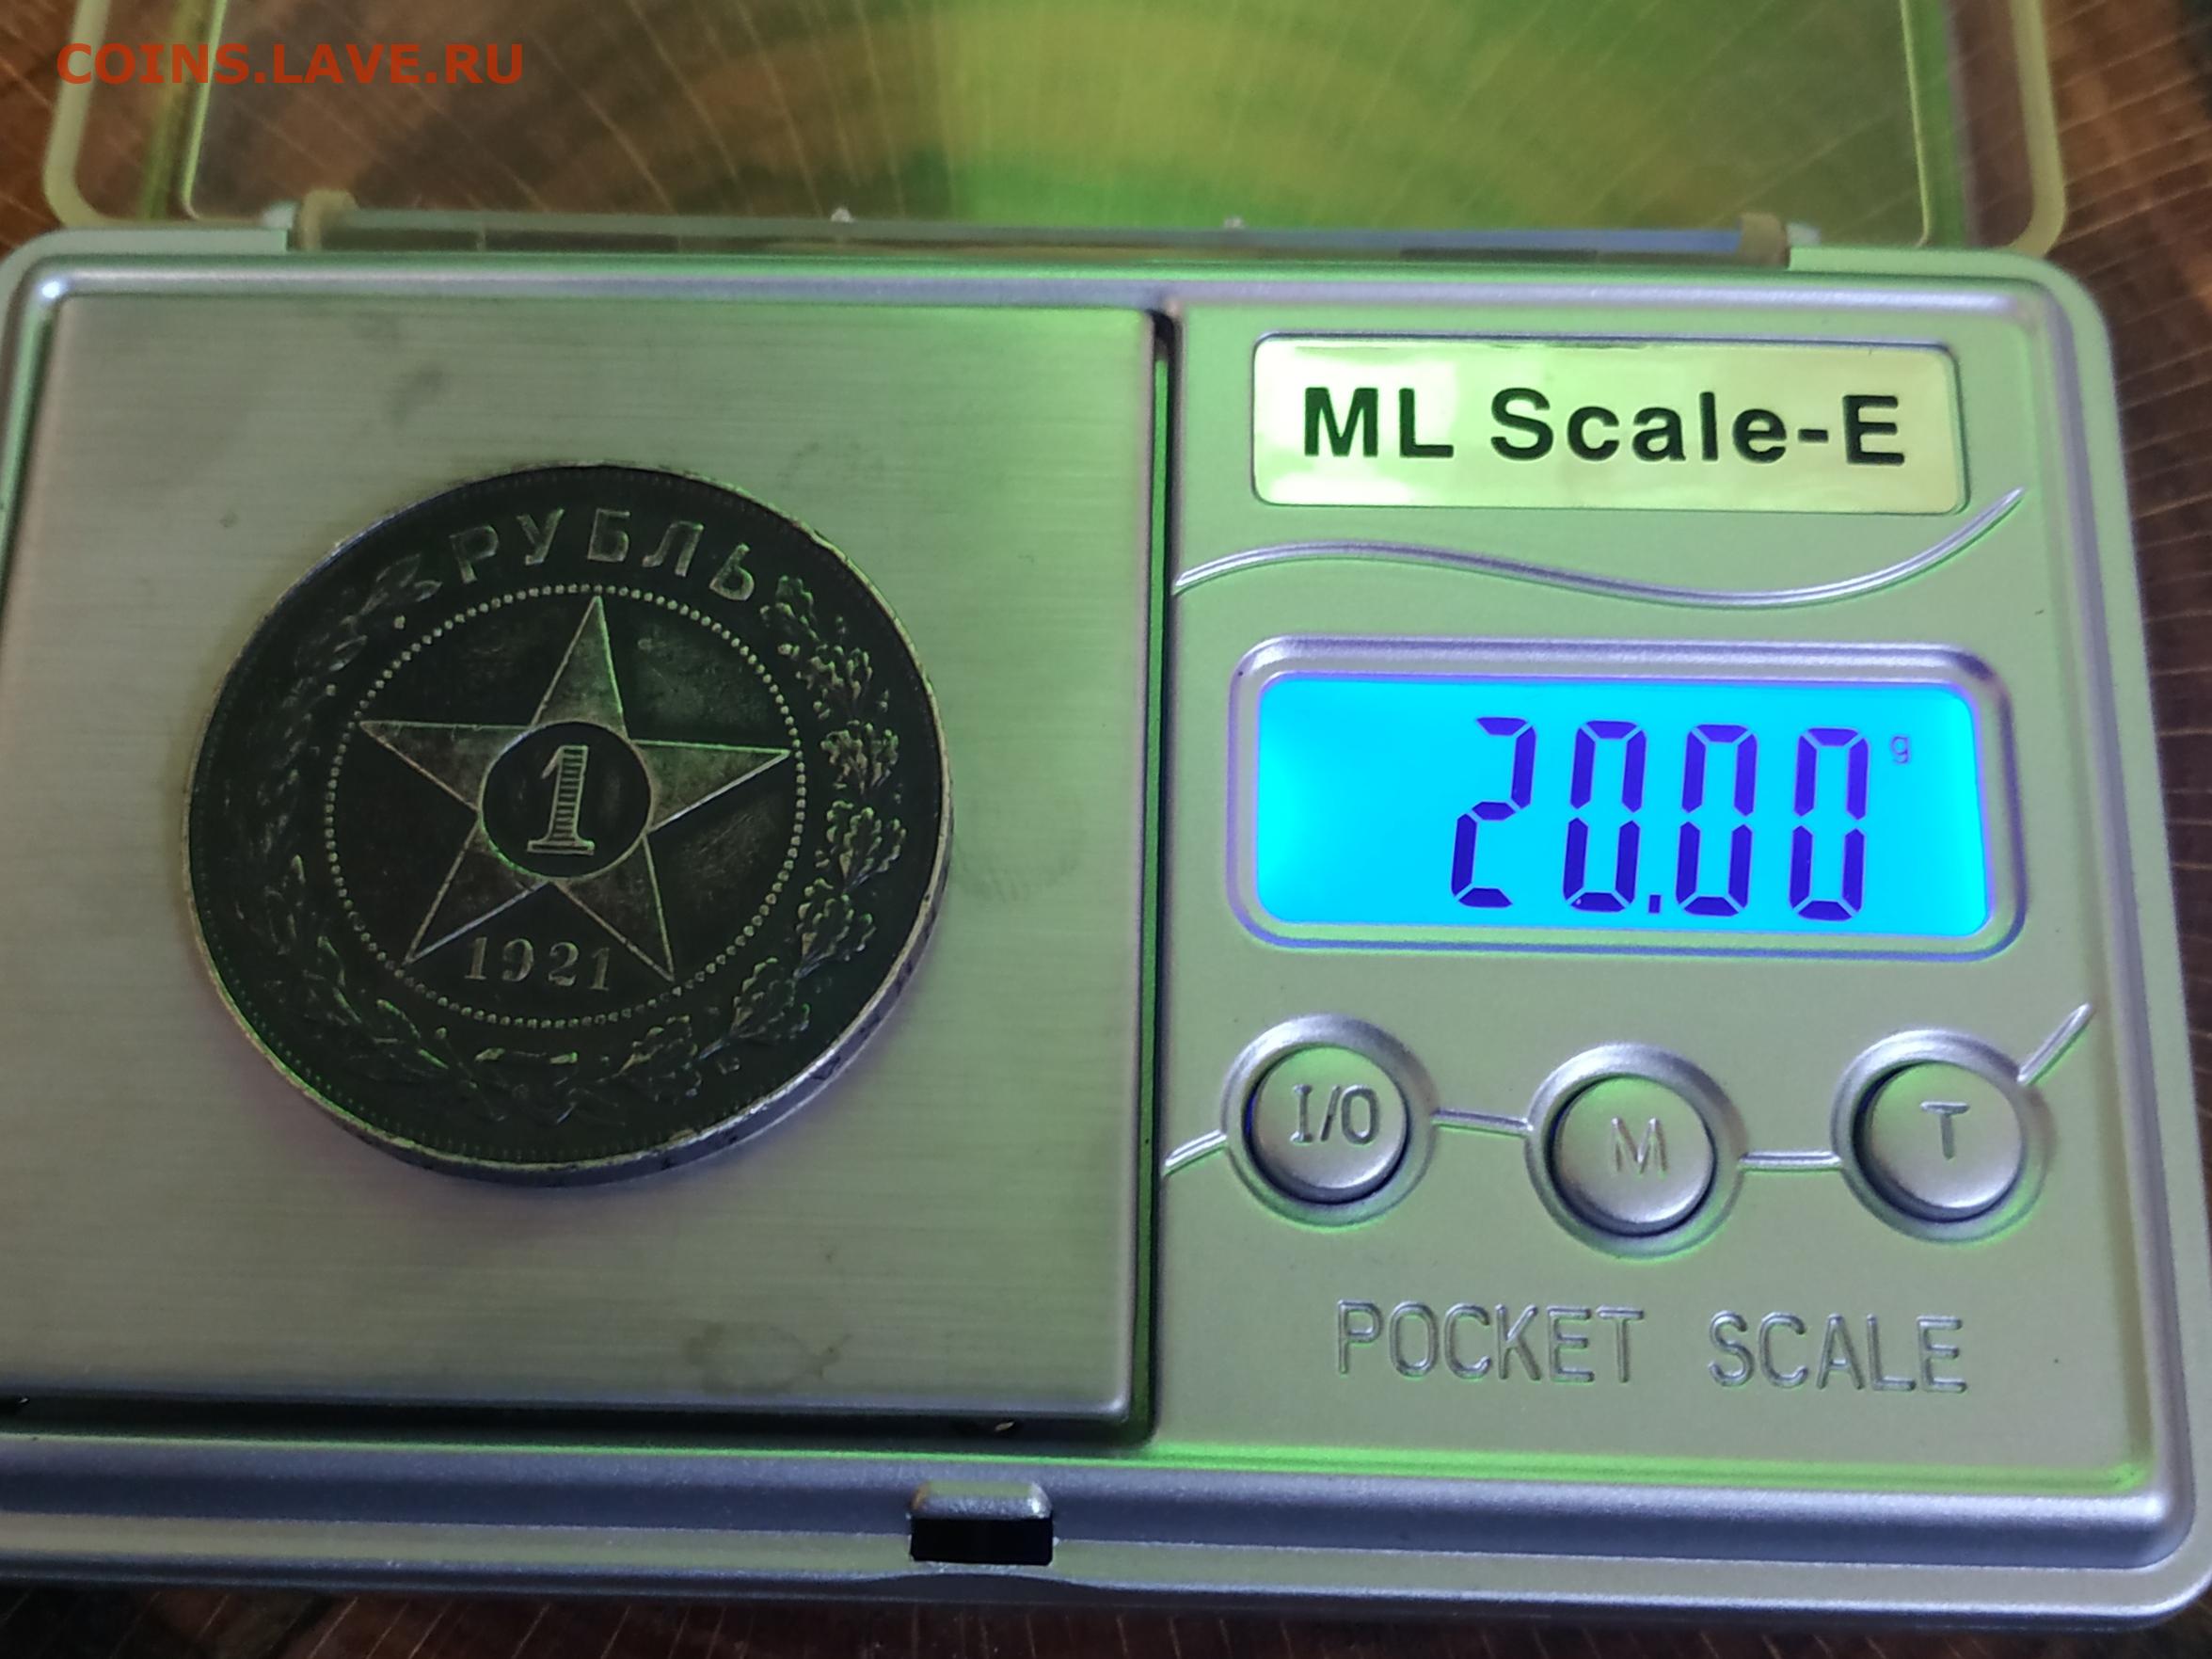 COINS.LAVE.RU
РУБЛЬ
1
1921
ML Scale-E
20.00 g
I/O
M
T
POCKET SCALE